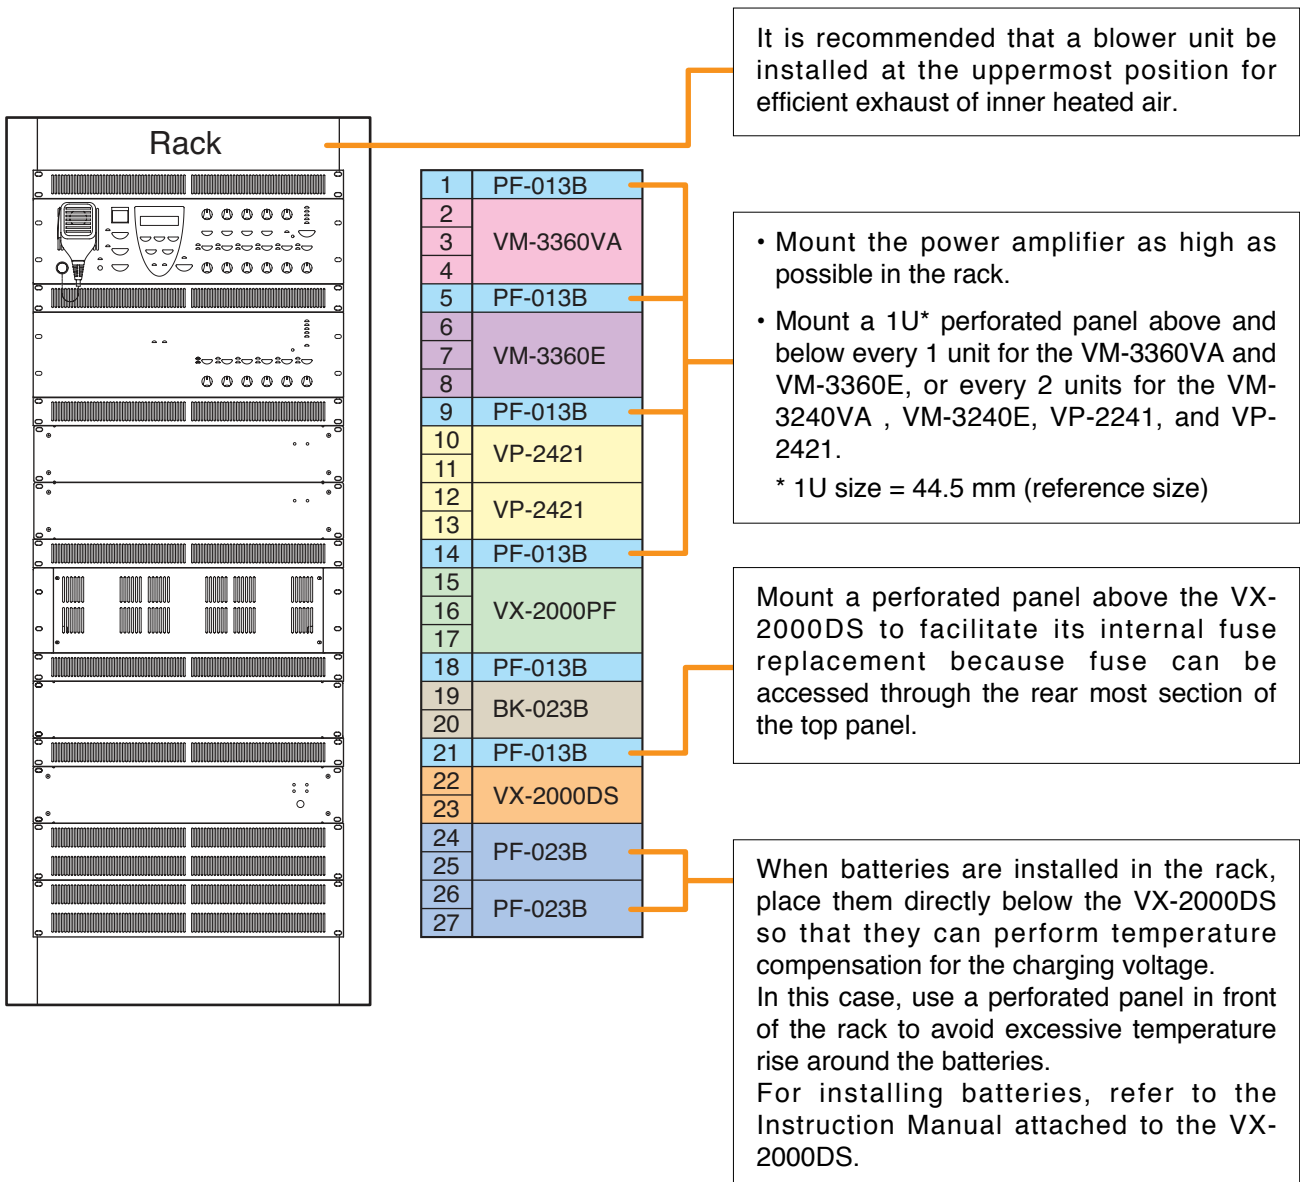 It is recommended that a blower unit be
installed at the uppermost position for
efficient exhaust of inner heated air.
Rack
1 PF-013B
2
3 VM-3360VA
4
5 PF-013B
6
7 VM-3360E
8
9 PF-013B
10
11
VP-2421
12
13
VP-2421
14 PF-013B
15
16 VX-2000PF
17
18 PF-013B
19
20
BK-023B
21 PF-013B
22
23
VX-2000DS
24
25
PF-023B
26
27
PF-023B
• Mount the power amplifier as high as
possible in the rack.
• Mount a 1U* perforated panel above and
below every 1 unit for the VM-3360VA and
VM-3360E, or every 2 units for the VM-
3240VA , VM-3240E, VP-2241, and VP-
2421.
* 1U size = 44.5 mm (reference size)
Mount a perforated panel above the VX-
2000DS to facilitate its internal fuse
replacement because fuse can be
accessed through the rear most section of
the top panel.
When batteries are installed in the rack,
place them directly below the VX-2000DS
so that they can perform temperature
compensation for the charging voltage.
In this case, use a perforated panel in front
of the rack to avoid excessive temperature
rise around the batteries.
For installing batteries, refer to the
Instruction Manual attached to the VX-
2000DS.